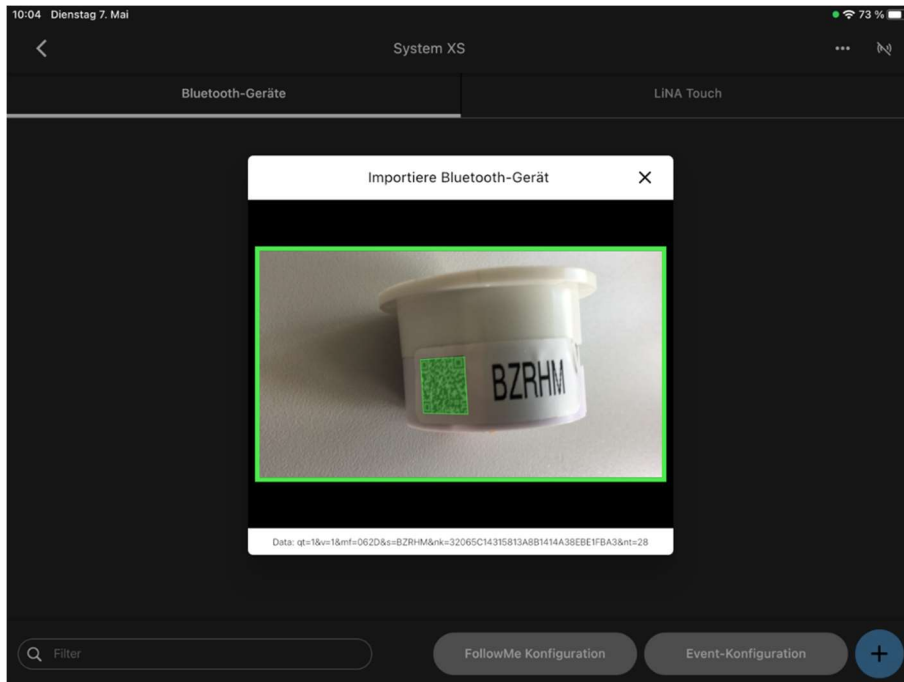 10:04 Dienstag 7. Mai
73 %
System XS
Bluetooth-Geräte
LiNA Touch
Importiere Bluetooth-Gerät
BZRHM
Data: qt=1&v=1&mf=062D&s=BZRHM&nk=32065C14315813A8B1414A38EBE1FBA3&nt=28
Filter
FollowMe Konfiguration
Event-Konfiguration